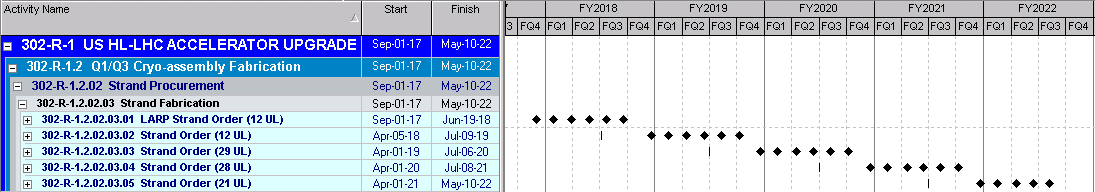 Activity Name Start Finish FY2018 FY2019 FY2020 FY2021 FY2022
3 FQ4 FQ1 FQ2 FQ3 FQ4 FQ1 FQ2 FQ3 FQ4 FQ1 FQ2 FQ3 FQ4 FQ1 FQ2 FQ3 FQ4 FQ1 FQ2 FQ3 FQ4
302-R-1 US HL-LHC ACCELERATOR UPGRADE Sep-01-17 May-10-22
302-R-1.2 Q1/Q3 Cryo-assembly Fabrication Sep-01-17 May-10-22
302-R-1.2.02 Strand Procurement Sep-01-17 May-10-22
302-R-1.2.02.03 Strand Fabrication Sep-01-17 May-10-22
302-R-1.2.02.03.01 LARP Strand Order (12 UL) Sep-01-17 Jun-19-18
302-R-1.2.02.03.02 Strand Order (12 UL) Apr-05-18 Jul-09-19
302-R-1.2.02.03.03 Strand Order (29 UL) Apr-01-19 Jul-06-20
302-R-1.2.02.03.04 Strand Order (28 UL) Apr-01-20 Jul-08-21
302-R-1.2.02.03.05 Strand Order (21 UL) Apr-01-21 May-10-22